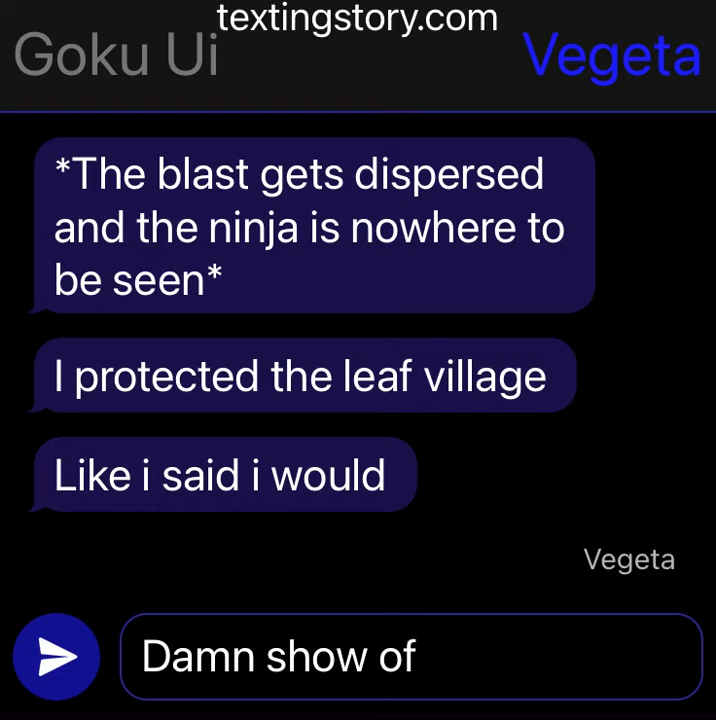 textingstory.com
Goku Ui
Vegeta
*The blast gets dispersed
and the ninja is nowhere to
be seen*
I protected the leaf village
Like i said i would
Vegeta
Damn show of